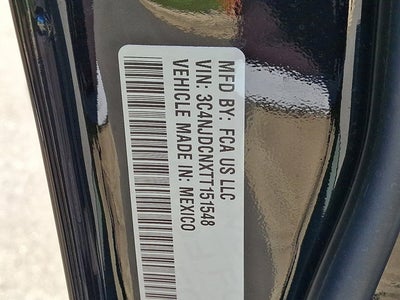 MFD BY: FCA US LLC
VIN: 3C4NJDCNXTT151548
VEHICLE MADE IN: MEXICO